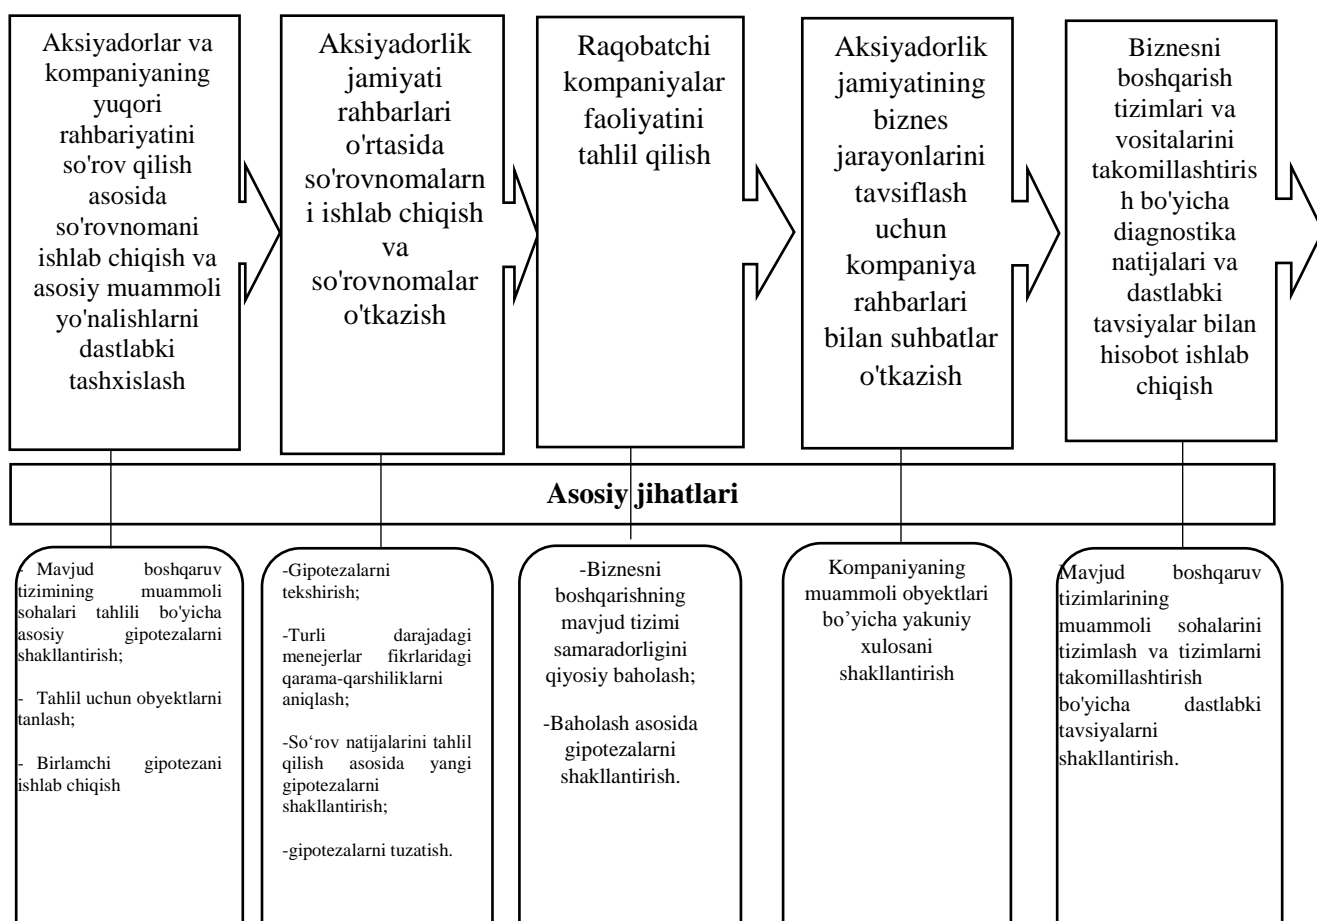 Aksiyadorlar va
kompaniyaning
yuqori
rahbariyatini
so'rov qilish
asosida
so'rovnomani
ishlab chiqish va
asosiy muammoli
yo'nalishlarni
dastlabki
tashxislash
Aksiyadorlik
jamiyati
rahbarlari
o'rtasida
so'rovnomalarn
i ishlab chiqish
va
so'rovnomalar
o'tkazish
Raqobatchi
kompaniyalar
faoliyatini
tahlil qilish
Aksiyadorlik
jamiyatining
biznes
jarayonlarini
tavsiflash
uchun
kompaniya
rahbarlari
bilan suhbatlar
o'tkazish
Biznesni
boshqarish
tizimlari va
vositalarini
takomillashtiris
h bo'yicha
diagnostika
natijalari va
dastlabki
tavsiyalar bilan
hisobot ishlab
chiqish
Asosiy jihatlari
- Mavjud boshqaruv
tizimining muammoli
sohalari tahlili bo'yicha
asosiy gipotezalarni
shakllantirish;
- Tahlil uchun obyektlarni
tanlash;
- Birlamchi gipotezani
ishlab chiqish
-Gipotezalarni
tekshirish;
-Turli darajadagi
menejerlar fikrlaridagi
qarama-qarshiliklarni
aniqlash;
-So‘rov natijalarini tahlil
qilish asosida yangi
gipotezalarni
shakllantirish;
-gipotezalarni tuzatish.
-Biznesni
boshqarishning
mavjud tizimi
samaradorligini
qiyosiy baholash;
-Baholash asosida
gipotezalarni
shakllantirish.
Kompaniyaning
muammoli obyektlari
bo’yicha yakuniy
xulosani
shakllantirish
Mavjud boshqaruv
tizimlarining
muammoli sohalarini
tizimlash va tizimlarni
takomillashtirish
bo'yicha dastlabki
tavsiyalarni
shakllantirish.